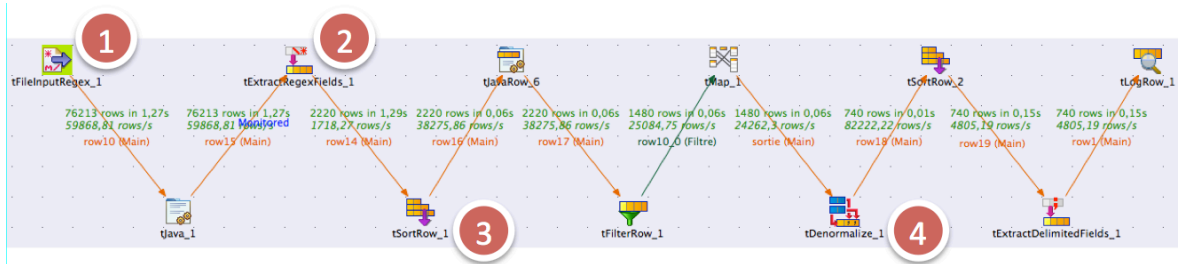 1
2
tFileInputRegex_1
tExtractRegexFields_1
tJavaRow_6
tMap_1
tSortRow_2
tLogRow_1
76213 rows in 1,27s
59868,81 rows/s
row10 (Main)
76213 rows in 1,27s
59868,81 rows/s
Monitored
row15 (Main)
2220 rows in 1,29s
1718,27 rows/s
row14 (Main)
2220 rows in 0,06s
38275,86 rows/s
row16 (Main)
2220 rows in 0,06s
38275,86 rows/s
row17 (Main)
1480 rows in 0,06s
25084,75 rows/s
row10_0 (Filtre)
1480 rows in 0,06s
24262,3 rows/s
sortie (Main)
740 rows in 0,01s
82222,22 rows/s
row18 (Main)
740 rows in 0,15s
4805,19 rows/s
row19 (Main)
740 rows in 0,15s
4805,19 rows/s
row1 (Main)
tJava_1
tSortRow_1
3
tFilterRow_1
tDenormalize_1
4
tExtractDelimitedFields_1